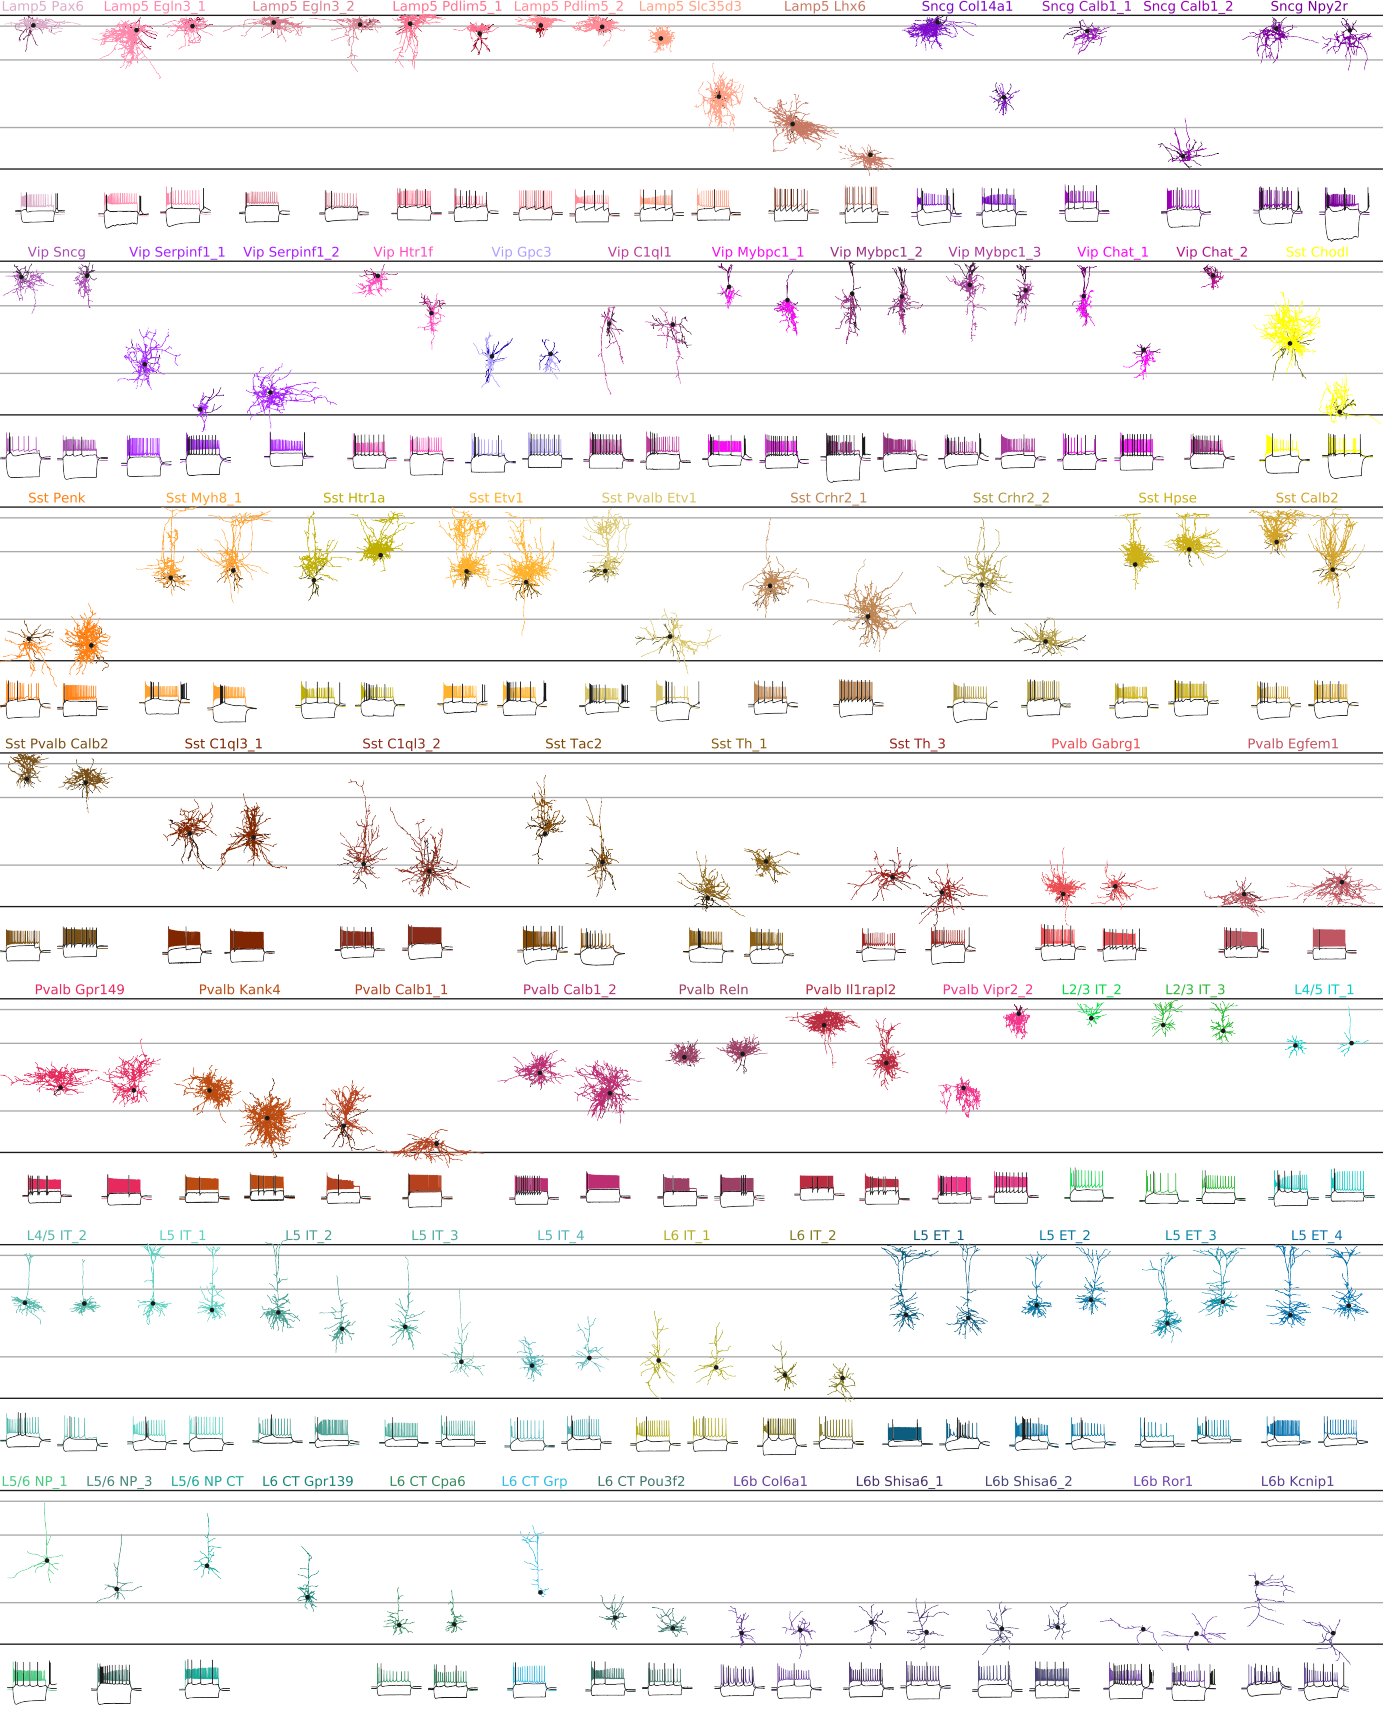 Lamp5 Pax6 Lamp5 Egln3_1 Lamp5 Egln3_2 Lamp5 Pdlim5_1 Lamp5 Pdlim5_2 Lamp5 Slc35d3 Lamp5 Lhx6 Sncg Col14a1 Sncg Calb1_1 Sncg Calb1_2 Sncg Npy2r
Vip Sncg Vip Serpinf1_1 Vip Serpinf1_2 Vip Htr1f Vip Gpc3 Vip C1ql1 Vip Mybpc1_1 Vip Mybpc1_2 Vip Mybpc1_3 Vip Chat_1 Vip Chat_2 Sst Chodl
Sst Penk Sst Myh8_1 Sst Htr1a Sst Etv1 Sst Pvalb Etv1 Sst Crhr2_1 Sst Crhr2_2 Sst Hpse Sst Calb2
Sst Pvalb Calb2 Sst C1ql3_1 Sst C1ql3_2 Sst Tac2 Sst Th_1 Sst Th_3 Pvalb Gabrg1 Pvalb Egfem1
Pvalb Gpr149 Pvalb Kank4 Pvalb Calb1_1 Pvalb Calb1_2 Pvalb Reln Pvalb Il1rapl2 Pvalb Vipr2_2 L2/3 IT_2 L2/3 IT_3 L4/5 IT_1
L4/5 IT_2 L5 IT_1 L5 IT_2 L5 IT_3 L5 IT_4 L6 IT_1 L6 IT_2 L5 ET_1 L5 ET_2 L5 ET_3 L5 ET_4
L5/6 NP_1 L5/6 NP_3 L5/6 NP CT L6 CT Gpr139 L6 CT Cpa6 L6 CT Grp L6 CT Pou3f2 L6b Col6a1 L6b Shisa6_1 L6b Shisa6_2 L6b Ror1 L6b Kcnip1